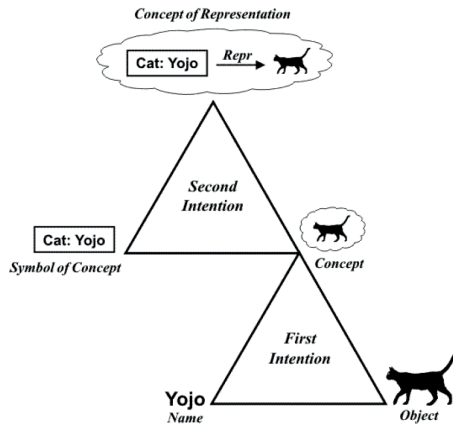 Concept of Representation
Cat: Yojo
Repr
Second
Intention
Cat: Yojo
Symbol of Concept
Concept
First
Intention
Yojo
Name
Object